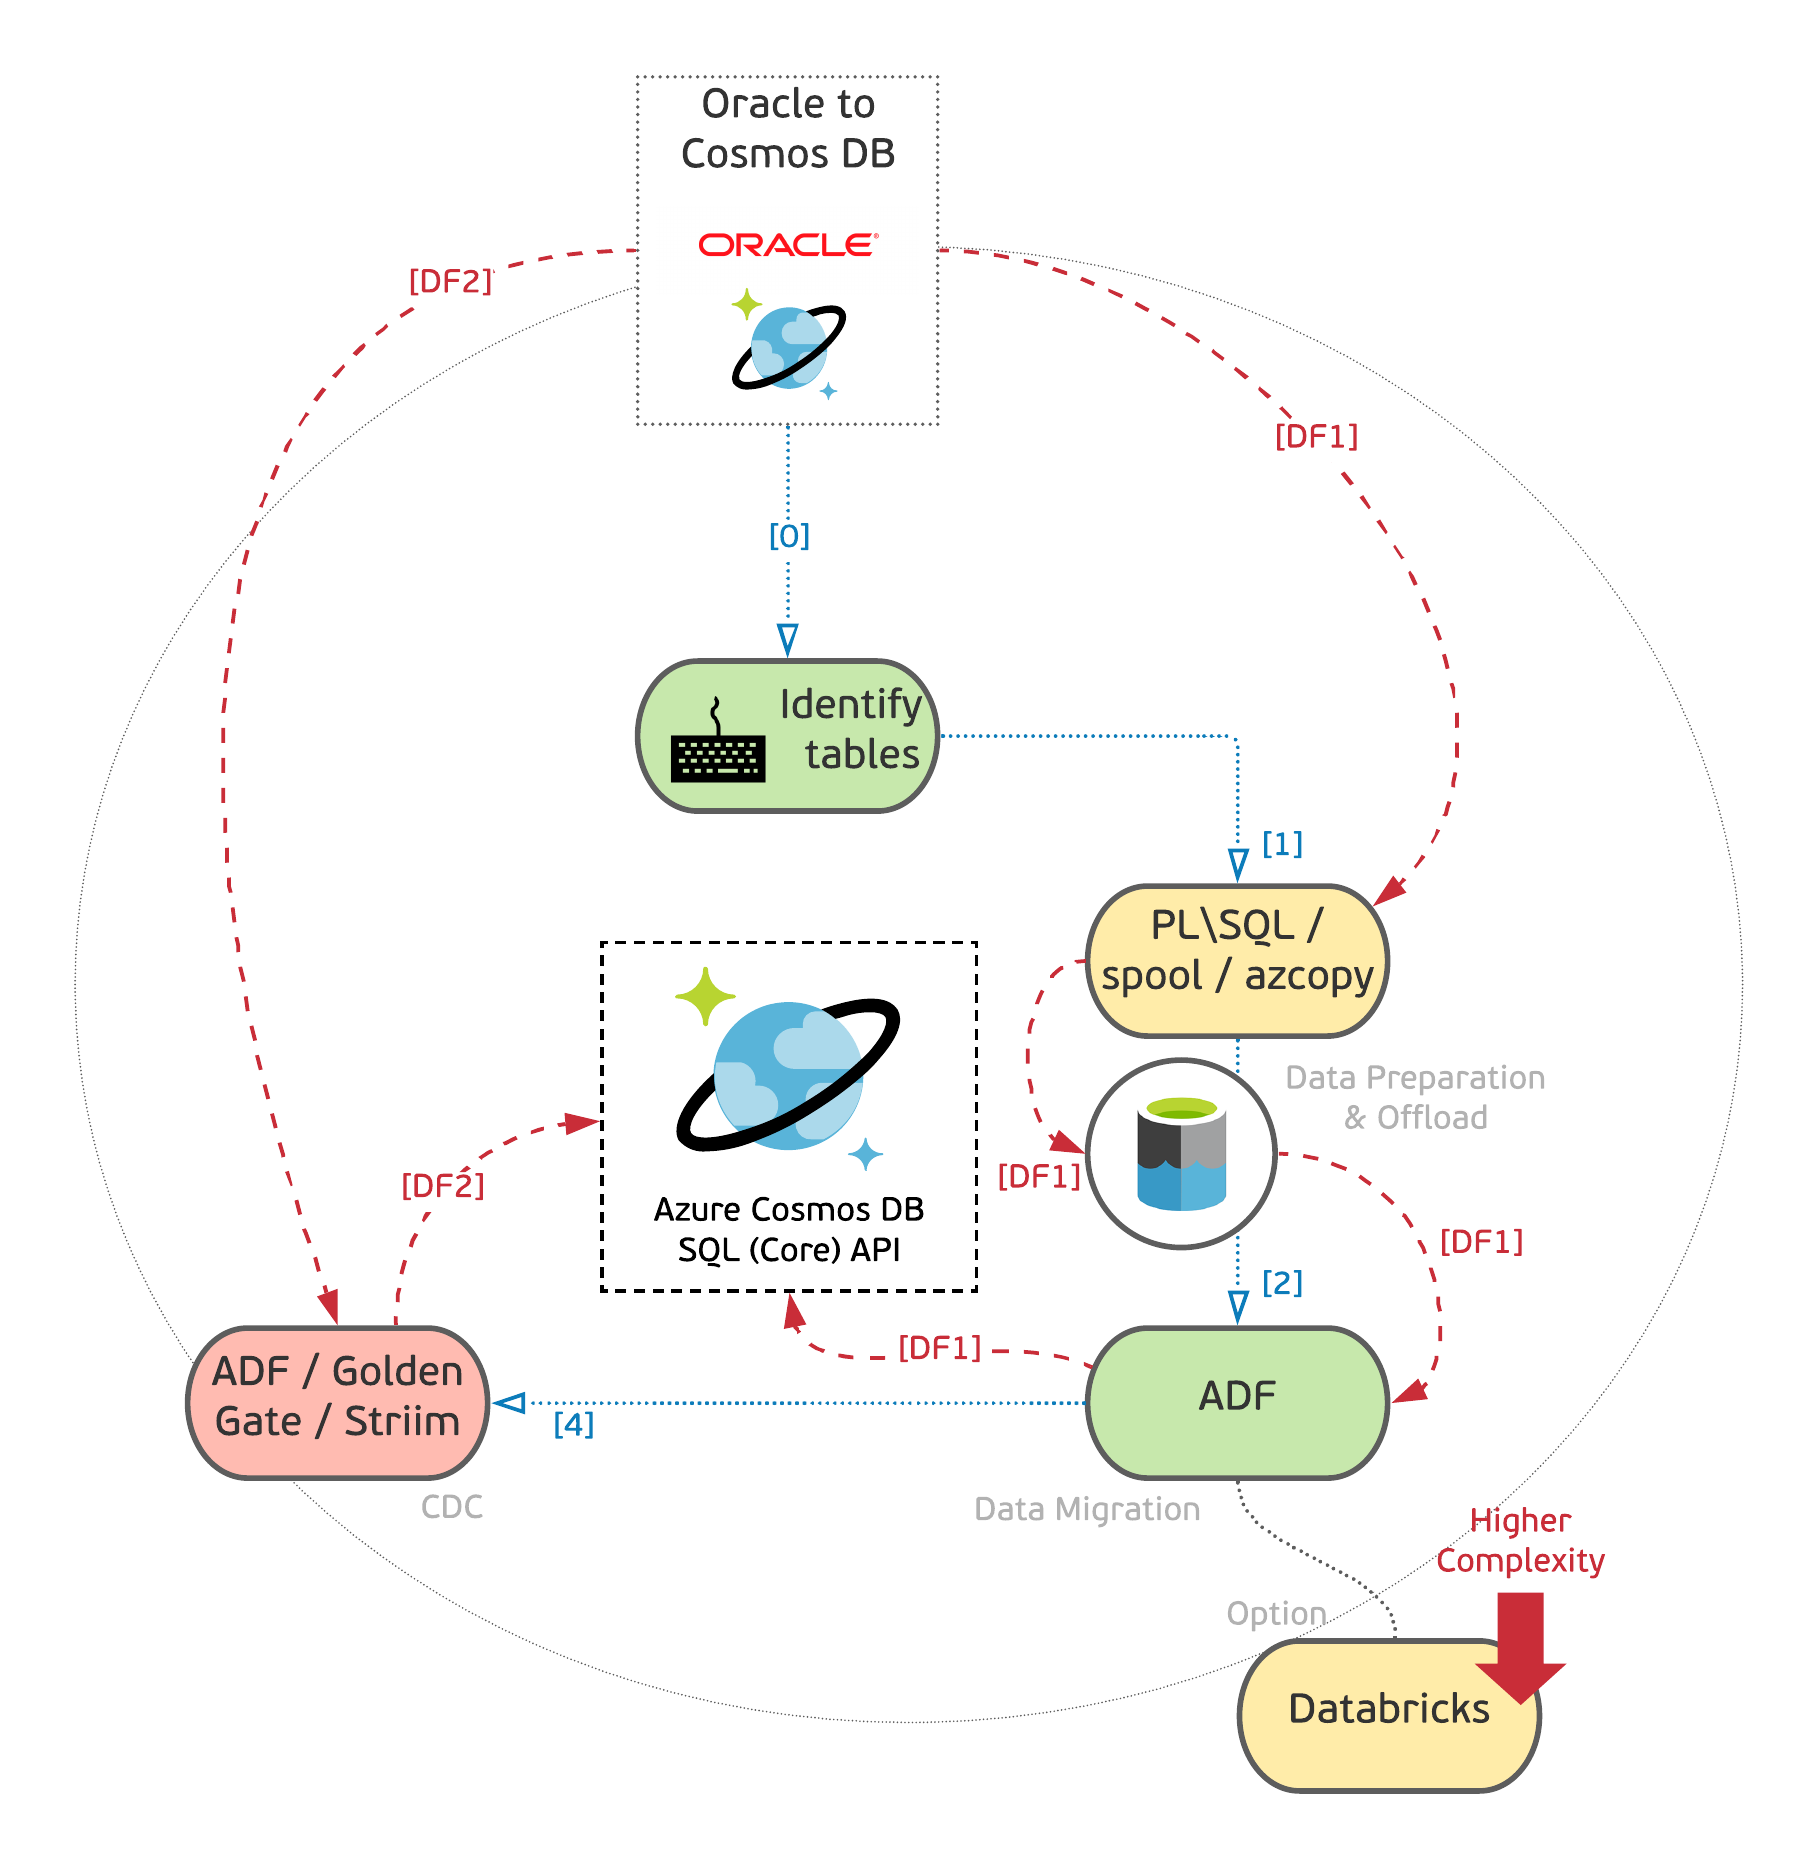 Oracle to
Cosmos DB
ORACLE®
[DF2]
[DF1]
[0]
Identify
tables
[1]
PL\SQL /
spool / azcopy
Data Preparation
& Offload
[DF1]
[DF2]
Azure Cosmos DB
SQL (Core) API
[DF1]
[2]
[DF1]
ADF / Golden
Gate / Striim
[4]
ADF
CDC
Data Migration
Higher
Complexity
Option
Databricks